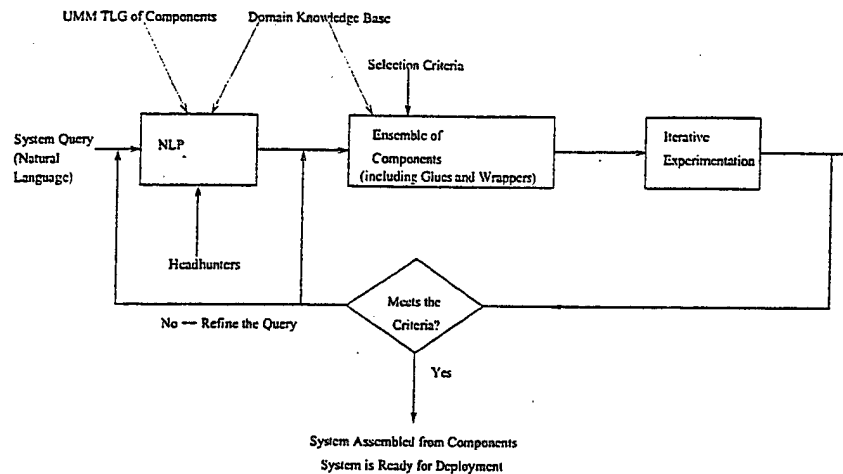 UMM TLG of Components
Domain Knowledge Base
Selection Criteria
System Query
(Natural
Language)
NLP
Ensemble of
Components
(including Glues and Wrappers)
Iterative
Experimentation
Headhunters
Meets the
Criteria?
No — Refine the Query
Yes
System Assembled from Components
System is Ready for Deployment